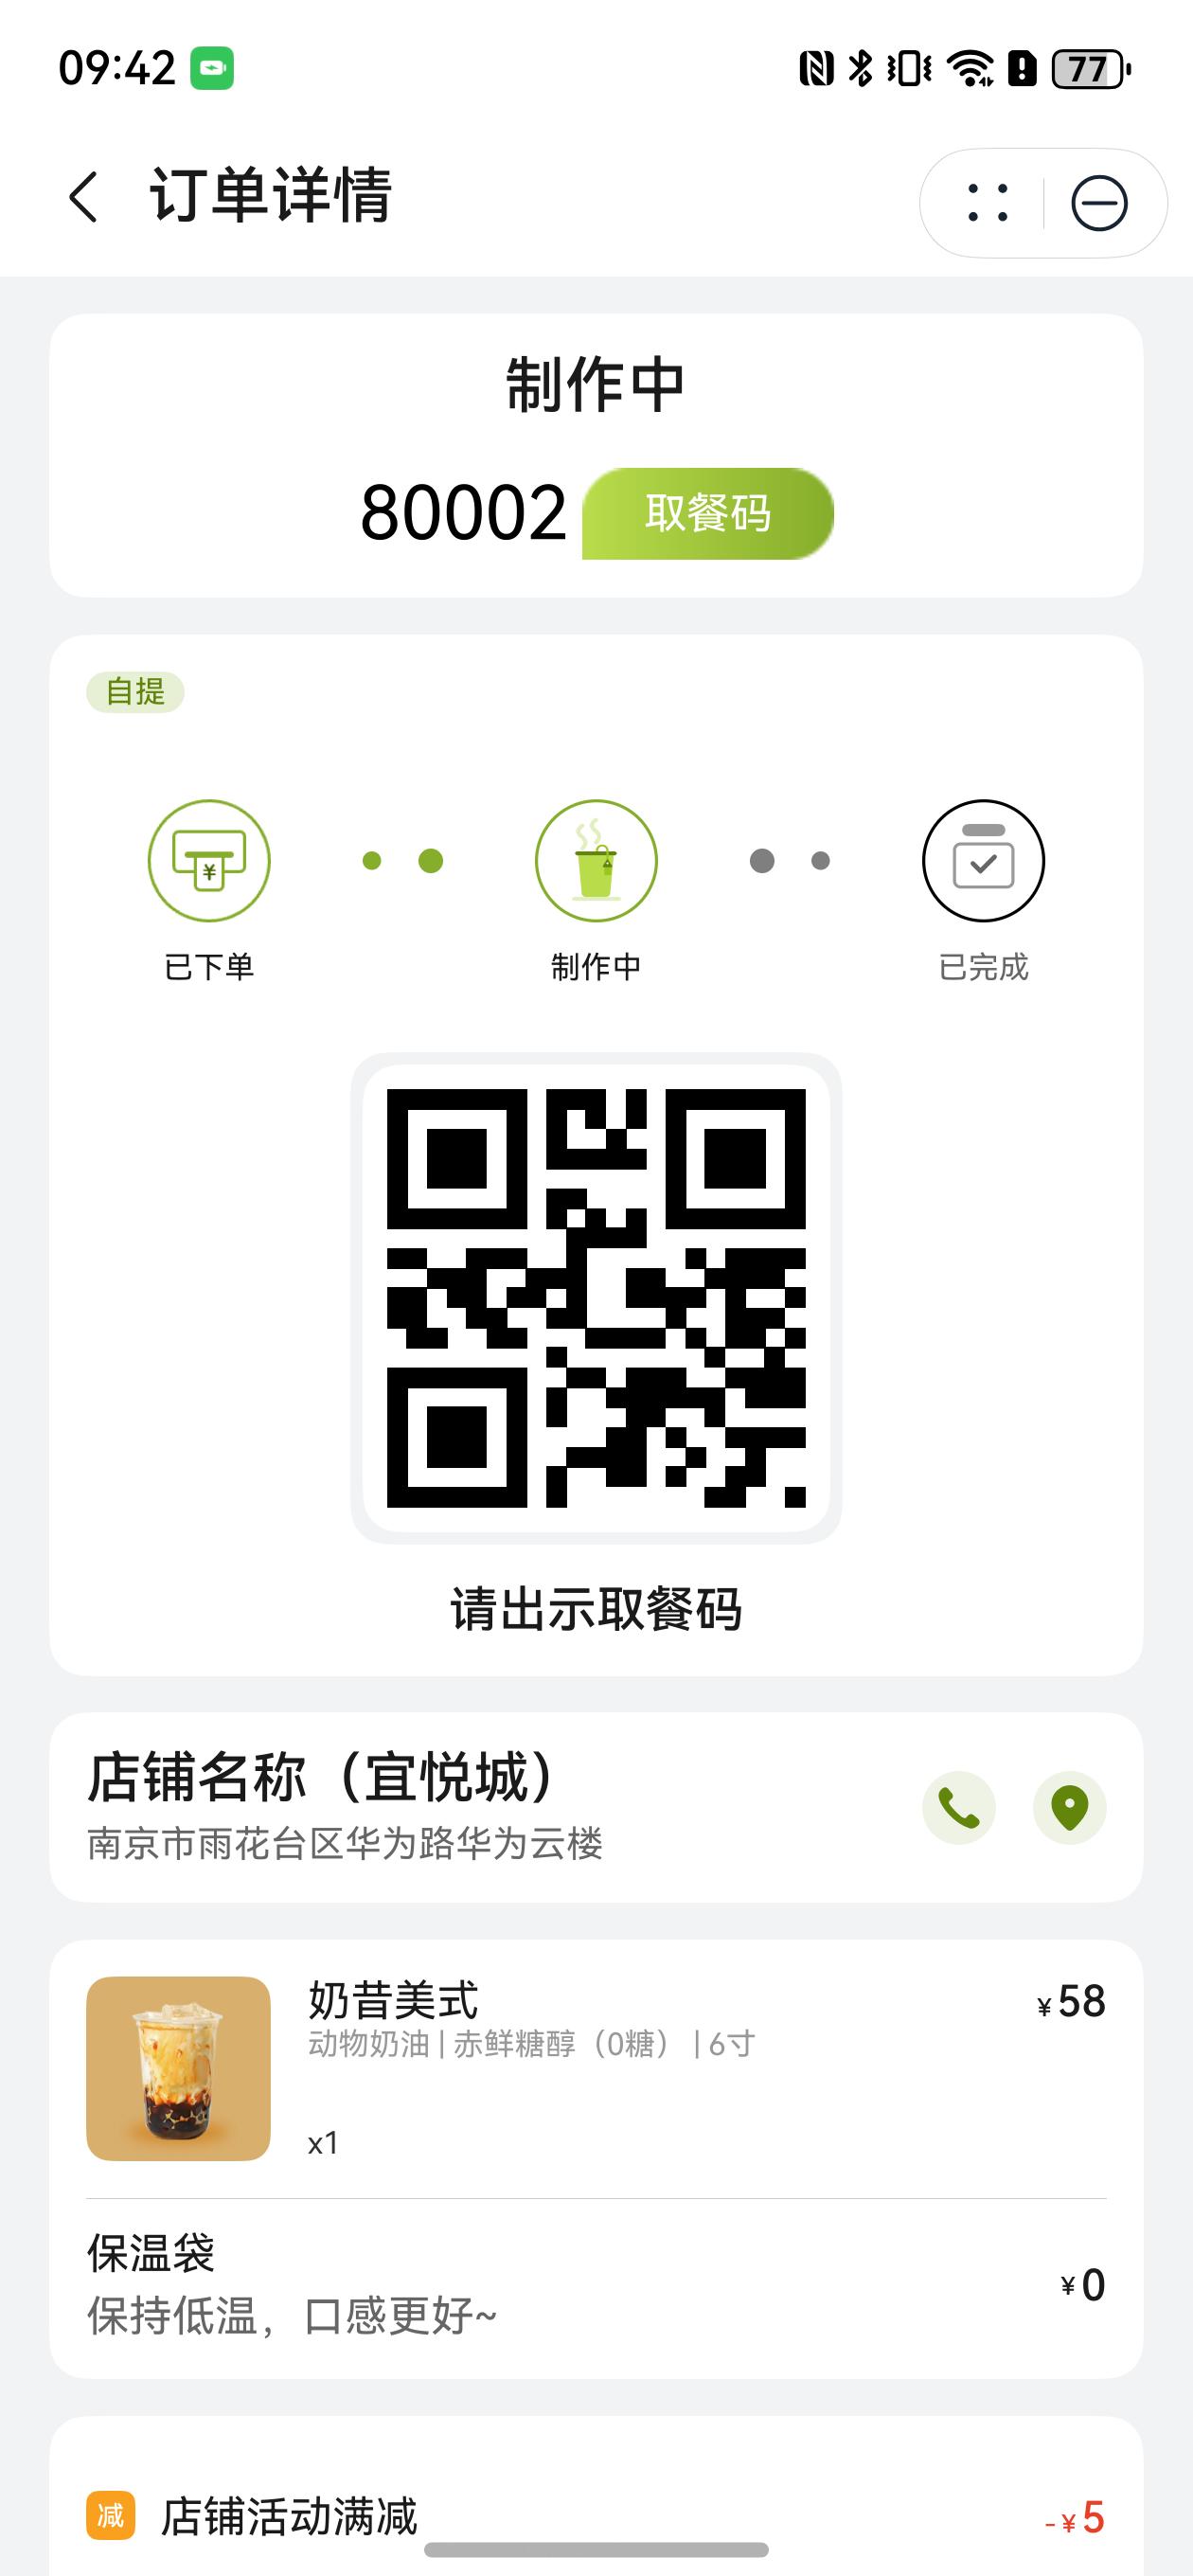 09:42
77
订单详情
制作中
80002 取餐码
自提
¥
已下单 制作中 已完成
请出示取餐码
店铺名称（宜悦城）
南京市雨花台区华为路华为云楼
奶昔美式 ¥58
动物奶油 | 赤鲜糖醇（0糖） | 6寸
x1
保温袋
¥0
保持低温，口感更好~
减 店铺活动满减 -¥5